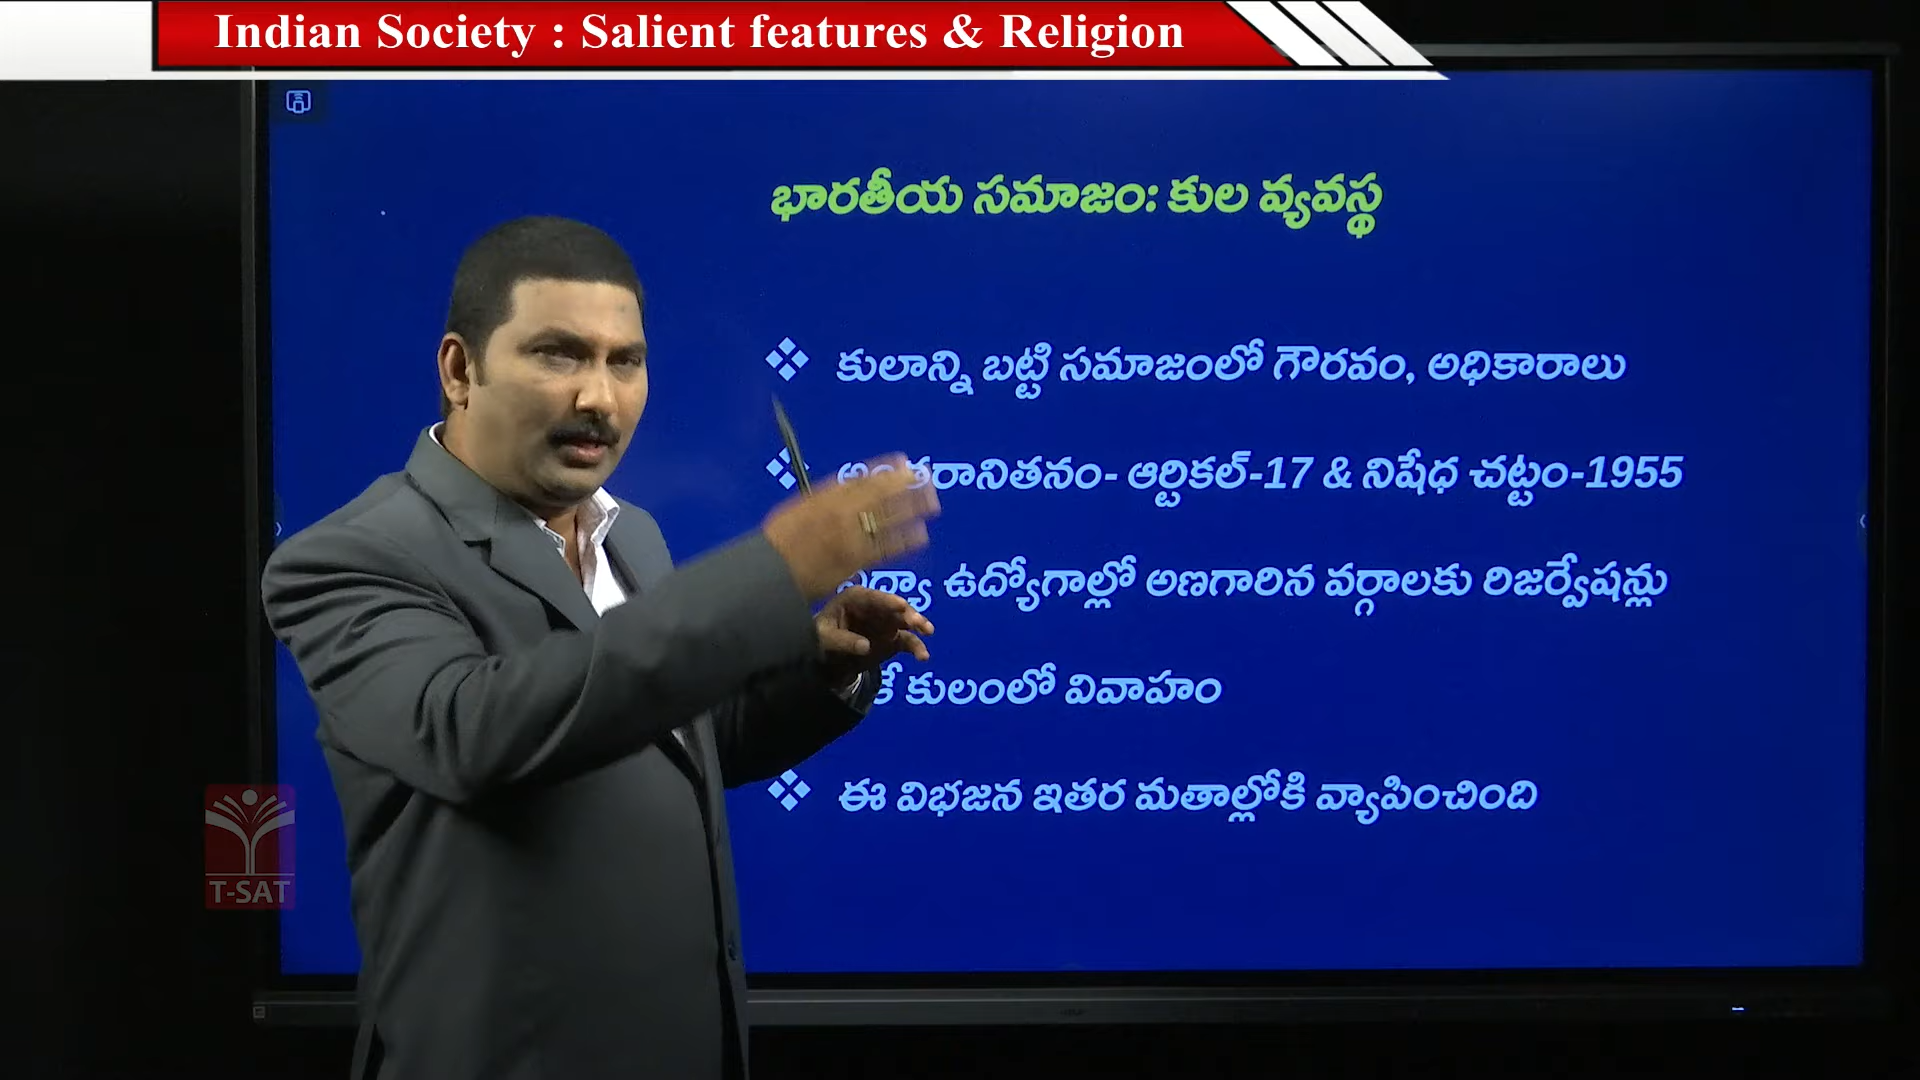 Indian Society : Salient features & Religion
భారతీయ సమాజం: కుల వ్యవస్థ
కులాన్ని బట్టి సమాజంలో గౌరవం, అధికారాలు
ఆర్టికల్-17 & నిషేధ చట్టం-1955
ఉద్యోగాల్లో అణగారిన వర్గాలకు రిజర్వేషన్లు
కులంలో వివాహం
ఈ విభజన ఇతర మతాల్లోకి వ్యాపించింది
T-SAT